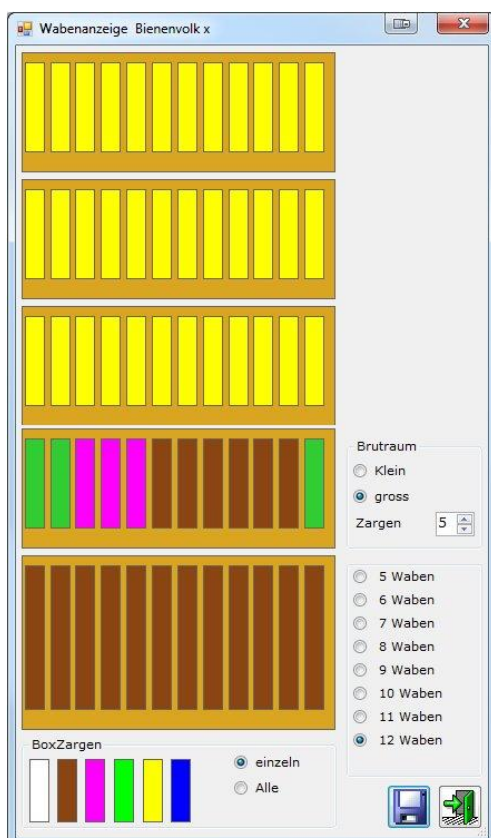 Wabenanzeige Bienenvolk x
Brutraum
Klein
gross
Zargen 5
5 Waben
6 Waben
7 Waben
8 Waben
9 Waben
10 Waben
11 Waben
12 Waben
BoxZargen
einzeln
Alle